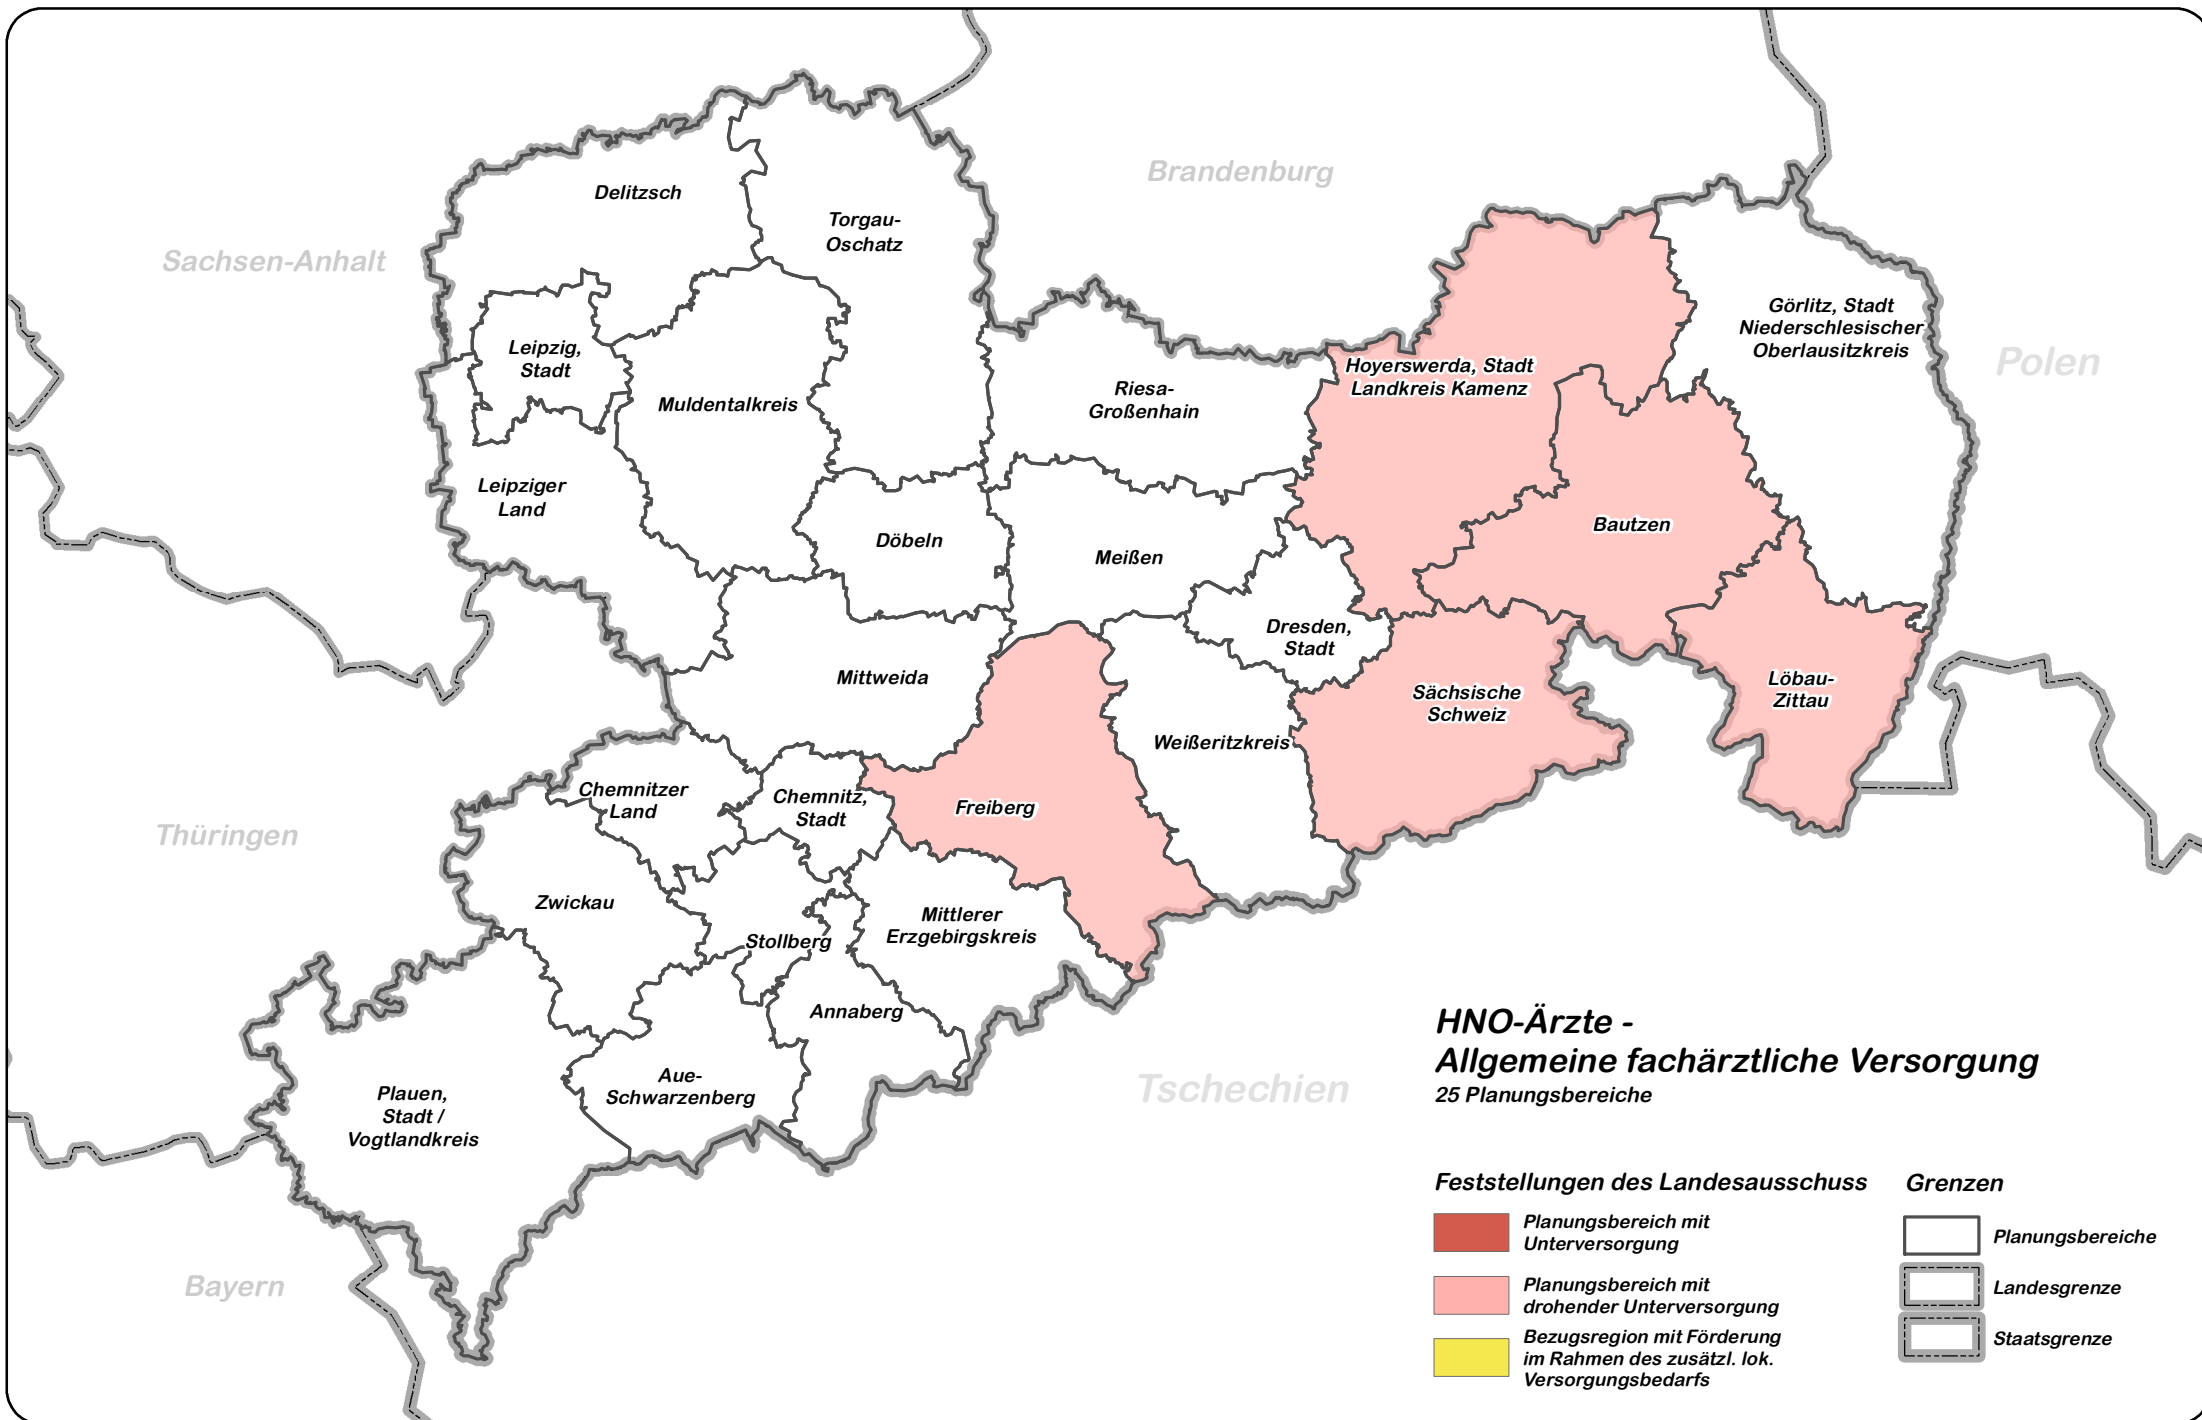 Brandenburg
Sachsen-Anhalt
Polen
Thüringen
Tschechien
Bayern
Delitzsch
Torgau-
Oschatz
Görlitz, Stadt
Niederschlesischer
Oberlausitzkreis
Leipzig,
Stadt
Muldentalkreis
Riesa-
Großenhain
Hoyerswerda, Stadt
Landkreis Kamenz
Leipziger
Land
Döbeln
Meißen
Bautzen
Dresden,
Stadt
Mittweida
Sächsische
Schweiz
Löbau-
Zittau
Weißeritzkreis
Chemnitzer
Land
Chemnitz,
Stadt
Freiberg
Zwickau
Stollberg
Mittlerer
Erzgebirgskreis
Annaberg
Aue-
Schwarzenberg
Plauen,
Stadt /
Vogtlandkreis
HNO-Ärzte -
Allgemeine fachärztliche Versorgung
25 Planungsbereiche
Feststellungen des Landesausschuss
Planungsbereich mit
Unterversorgung
Planungsbereich mit
drohender Unterversorgung
Bezugsregion mit Förderung
im Rahmen des zusätzl. lok.
Versorgungsbedarfs
Grenzen
Planungsbereiche
Landesgrenze
Staatsgrenze